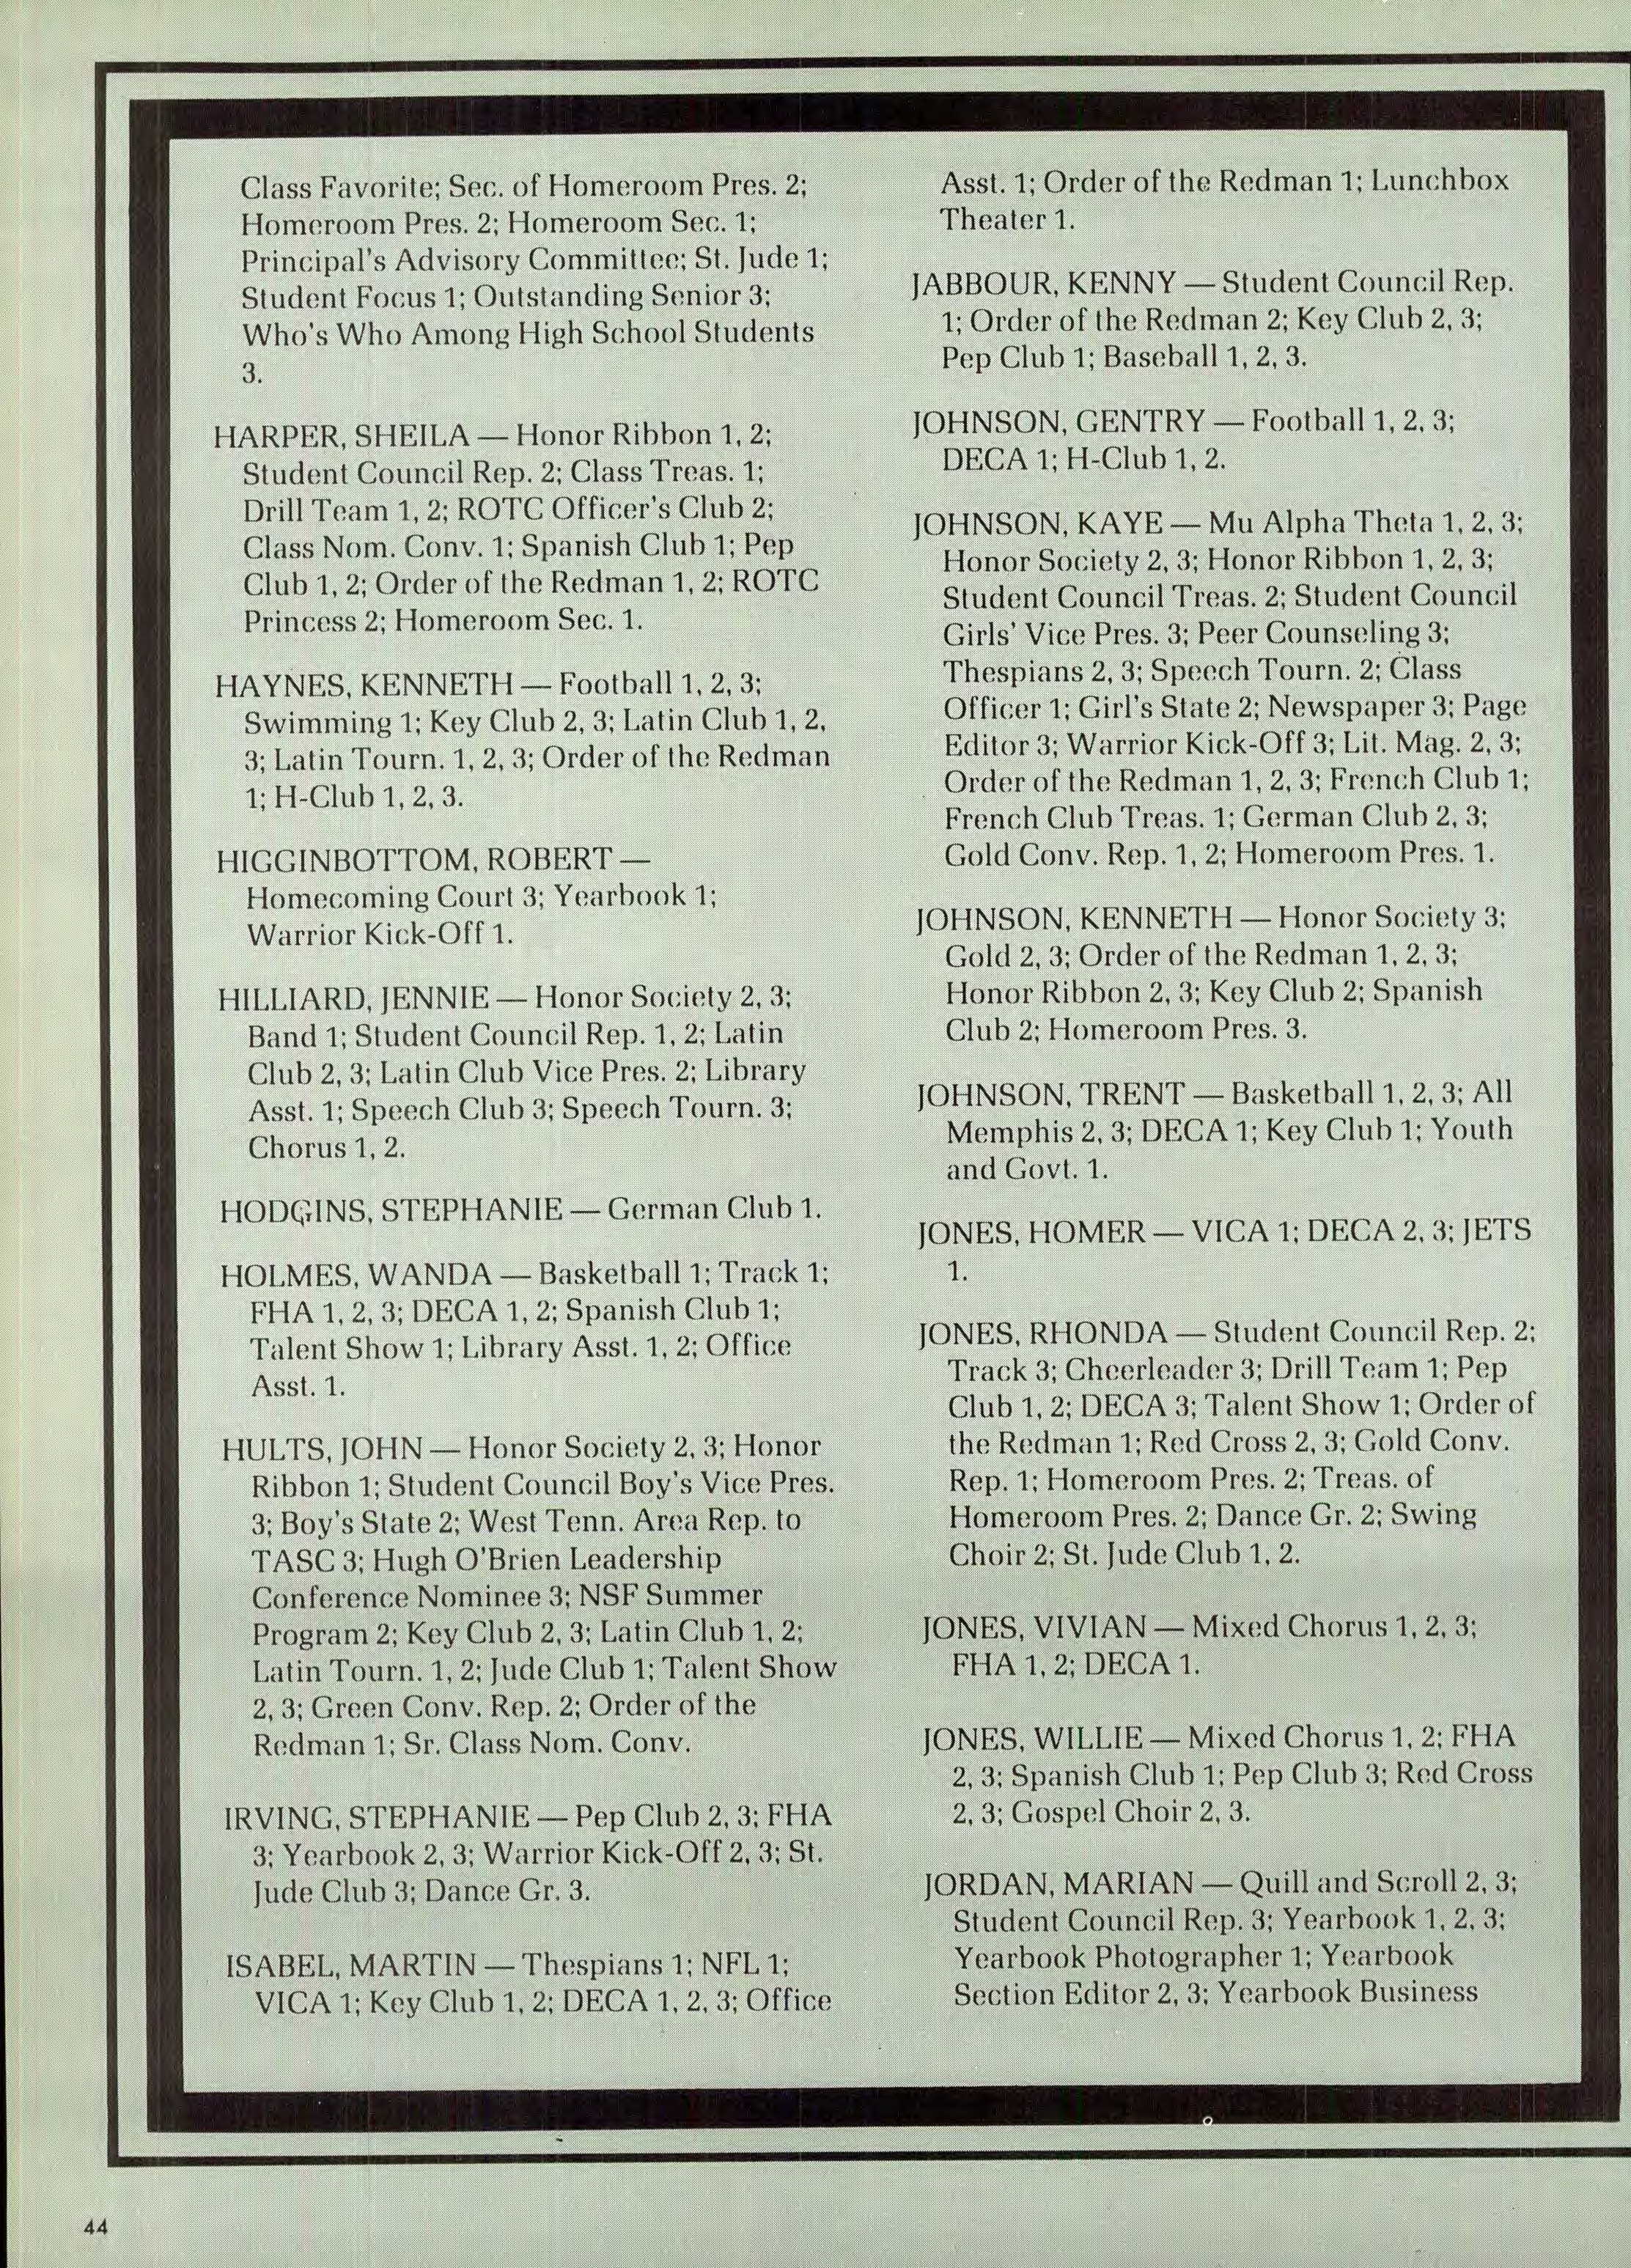 Class Favorite; Sec. of Homeroom Pres. 2;
Homeroom Pres. 2; Homeroom Sec. 1;
Principal's Advisory Committee; St. Jude 1;
Student Focus 1; Outstanding Senior 3;
Who's Who Among High School Students
3.
HARPER, SHEILA — Honor Ribbon 1, 2;
Student Council Rep. 2; Class Treas. 1;
Drill Team 1, 2; ROTC Officer's Club 2;
Class Nom. Conv. 1; Spanish Club 1; Pep
Club 1, 2; Order of the Redman 1, 2; ROTC
Princess 2; Homeroom Sec. 1.
HAYNES, KENNETH — Football 1, 2, 3;
Swimming 1; Key Club 2, 3; Latin Club 1, 2,
3; Latin Tourn. 1, 2, 3; Order of the Redman
1; H-Club 1, 2, 3.
HIGGINBOTTOM, ROBERT —
Homecoming Court 3; Yearbook 1;
Warrior Kick-Off 1.
HILLIARD, JENNIE — Honor Society 2, 3;
Band 1; Student Council Rep. 1, 2; Latin
Club 2, 3; Latin Club Vice Pres. 2; Library
Asst. 1; Speech Club 3; Speech Tourn. 3;
Chorus 1, 2.
HODGINS, STEPHANIE — German Club 1.
HOLMES, WANDA — Basketball 1; Track 1;
FHA 1, 2, 3; DECA 1, 2; Spanish Club 1;
Talent Show 1; Library Asst. 1, 2; Office
Asst. 1.
HULTS, JOHN — Honor Society 2, 3; Honor
Ribbon 1; Student Council Boy's Vice Pres.
3; Boy's State 2; West Tenn. Area Rep. to
TASC 3; Hugh O'Brien Leadership
Conference Nominee 3; NSF Summer
Program 2; Key Club 2, 3; Latin Club 1, 2;
Latin Tourn. 1, 2; Jude Club 1; Talent Show
2, 3; Green Conv. Rep. 2; Order of the
Redman 1; Sr. Class Nom. Conv.
IRVING, STEPHANIE — Pep Club 2, 3; FHA
3; Yearbook 2, 3; Warrior Kick-Off 2, 3; St.
Jude Club 3; Dance Gr. 3.
ISABEL, MARTIN — Thespians 1; NFL 1;
VICA 1; Key Club 1, 2; DECA 1, 2, 3; Office
Asst. 1; Order of the Redman 1; Lunchbox
Theater 1.
JABBOUR, KENNY — Student Council Rep.
1; Order of the Redman 2; Key Club 2, 3;
Pep Club 1; Baseball 1, 2, 3.
JOHNSON, GENTRY — Football 1, 2, 3;
DECA 1; H-Club 1, 2.
JOHNSON, KAYE — Mu Alpha Theta 1, 2, 3;
Honor Society 2, 3; Honor Ribbon 1, 2, 3;
Student Council Treas. 2; Student Council
Girls' Vice Pres. 3; Peer Counseling 3;
Thespians 2, 3; Speech Tourn. 2; Class
Officer 1; Girl's State 2; Newspaper 3; Page
Editor 3; Warrior Kick-Off 3; Lit. Mag. 2, 3;
Order of the Redman 1, 2, 3; French Club 1;
French Club Treas. 1; German Club 2, 3;
Gold Conv. Rep. 1, 2; Homeroom Pres. 1.
JOHNSON, KENNETH — Honor Society 3;
Gold 2, 3; Order of the Redman 1, 2, 3;
Honor Ribbon 2, 3; Key Club 2; Spanish
Club 2; Homeroom Pres. 3.
JOHNSON, TRENT — Basketball 1, 2, 3; All
Memphis 2, 3; DECA 1; Key Club 1; Youth
and Govt. 1.
JONES, HOMER — VICA 1; DECA 2, 3; JETS
1.
JONES, RHONDA — Student Council Rep. 2;
Track 3; Cheerleader 3; Drill Team 1; Pep
Club 1, 2; DECA 3; Talent Show 1; Order of
the Redman 1; Red Cross 2, 3; Gold Conv.
Rep. 1; Homeroom Pres. 2; Treas. of
Homeroom Pres. 2; Dance Gr. 2; Swing
Choir 2; St. Jude Club 1, 2.
JONES, VIVIAN — Mixed Chorus 1, 2, 3;
FHA 1, 2; DECA 1.
JONES, WILLIE — Mixed Chorus 1, 2; FHA
2, 3; Spanish Club 1; Pep Club 3; Red Cross
2, 3; Gospel Choir 2, 3.
JORDAN, MARIAN — Quill and Scroll 2, 3;
Student Council Rep. 3; Yearbook 1, 2, 3;
Yearbook Photographer 1; Yearbook
Section Editor 2, 3; Yearbook Business
44